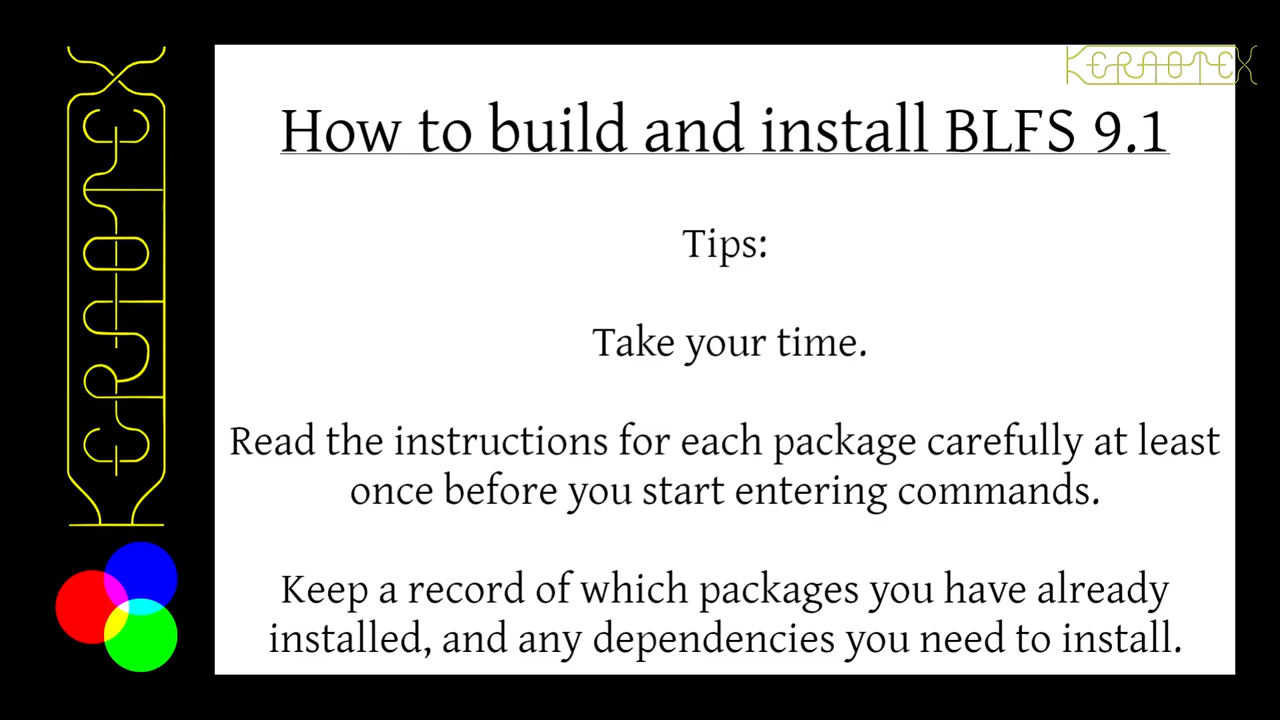 KERNOTEX
How to build and install BLFS 9.1
Tips:
Take your time.
Read the instructions for each package carefully at least
once before you start entering commands.
Keep a record of which packages you have already
installed, and any dependencies you need to install.